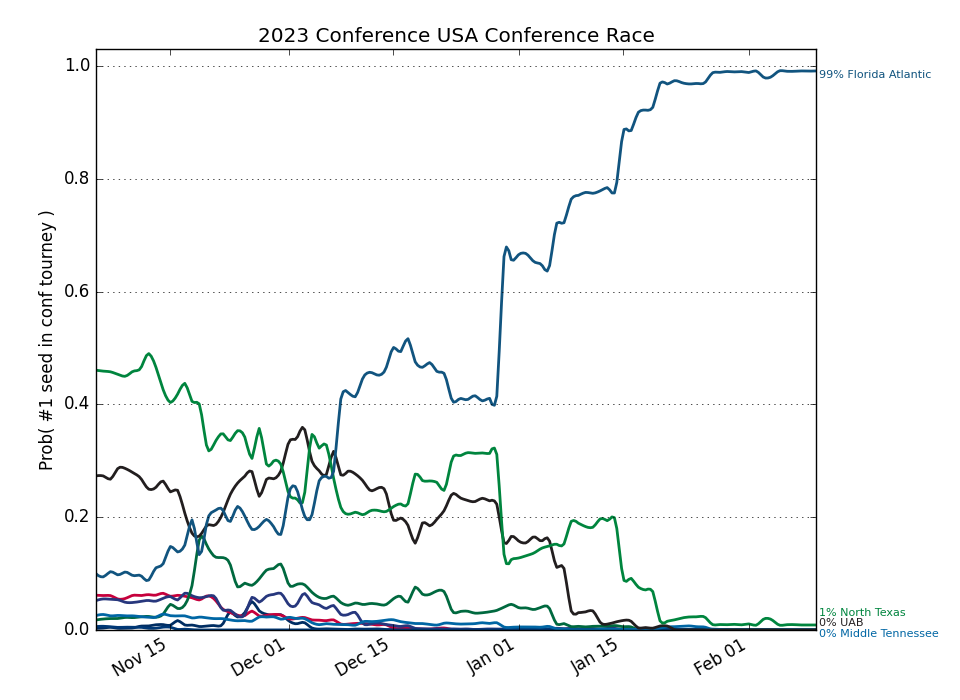 2023 Conference USA Conference Race
Prob( #1 seed in conf tourney )
1.0
0.8
0.6
0.4
0.2
0.0
99% Florida Atlantic
1% North Texas
0% UAB
0% Middle Tennessee
Nov 15
Dec 01
Dec 15
Jan 01
Jan 15
Feb 01